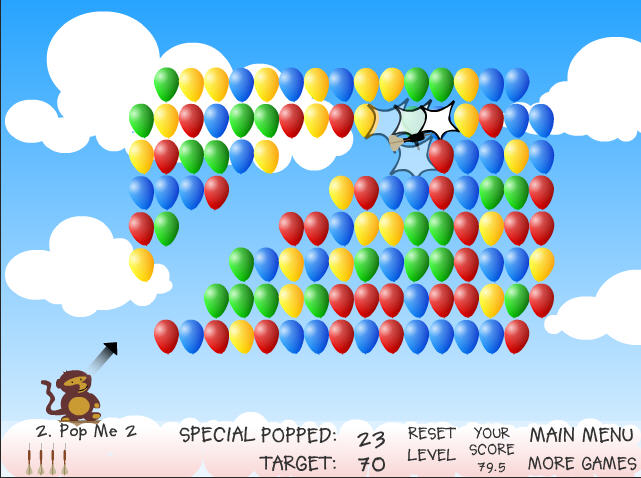 2. Pop Me 2
SPECIAL POPPED: 23
TARGET: 70
RESET
LEVEL
YOUR
SCORE
79.5
MAIN MENU
MORE GAMES